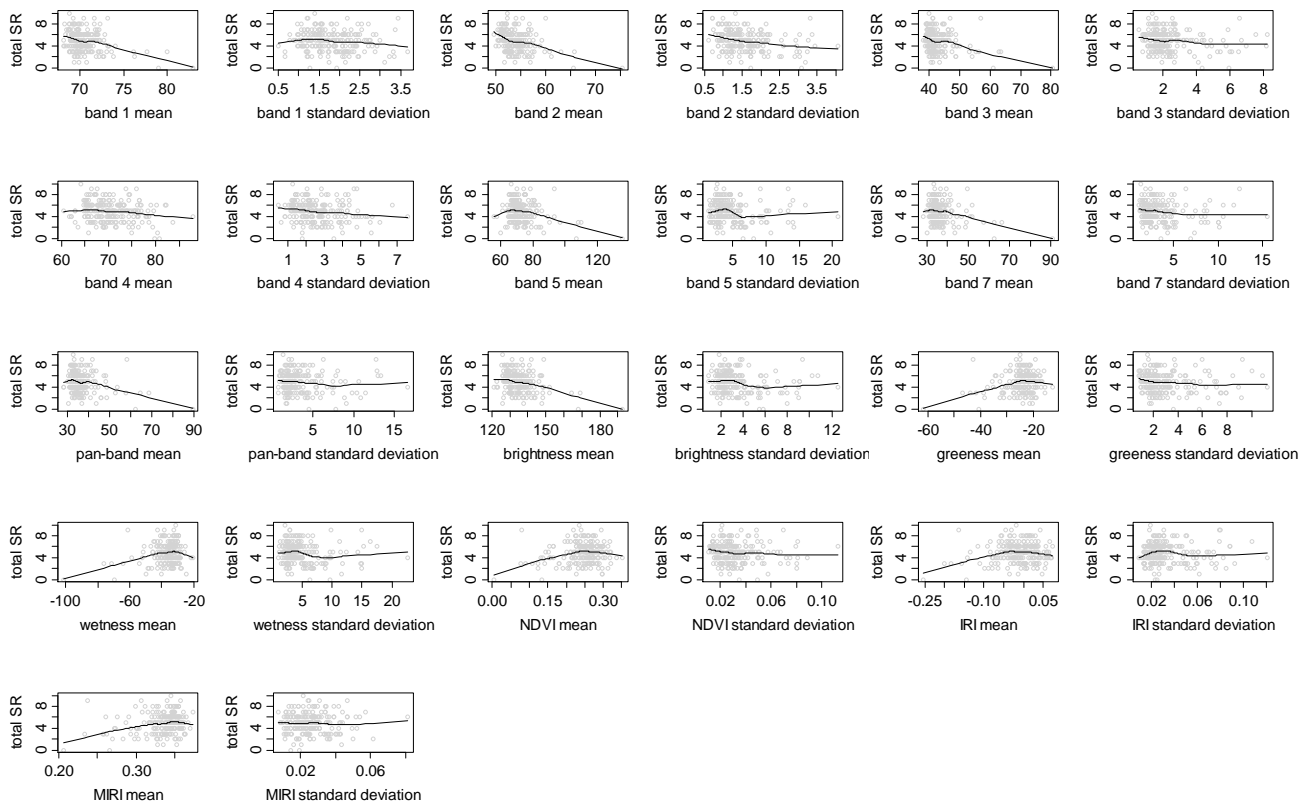 total SR
0 4 8
70 75 80
band 1 mean
total SR
0 4 8
0.5 1.5 2.5 3.5
band 1 standard deviation
total SR
0 4 8
50 55 60 65 70 75
band 2 mean
total SR
0 4 8
0.5 1.5 2.5 3.5
band 2 standard deviation
total SR
0 4 8
40 50 60 70 80
band 3 mean
total SR
0 4 8
2 4 6 8
band 3 standard deviation
total SR
0 4 8
60 65 70 75 80
band 4 mean
total SR
0 4 8
1 3 5 7
band 4 standard deviation
total SR
0 4 8
60 80 100 120
band 5 mean
total SR
0 4 8
5 10 15 20
band 5 standard deviation
total SR
0 4 8
30 40 50 60 70 80 90
band 7 mean
total SR
0 4 8
5 10 15
band 7 standard deviation
total SR
0 4 8
30 50 70 90
pan-band mean
total SR
0 4 8
5 10 15
pan-band standard deviation
total SR
0 4 8
120 150 180
brightness mean
total SR
0 4 8
2 4 6 8 12
brightness standard deviation
total SR
0 4 8
-60 -40 -20
greeness mean
total SR
0 4 8
2 4 6 8
greeness standard deviation
total SR
0 4 8
-100 -60 -20
wetness mean
total SR
0 4 8
5 10 15 20
wetness standard deviation
total SR
0 4 8
0.00 0.15 0.30
NDVI mean
total SR
0 4 8
0.02 0.06 0.10
NDVI standard deviation
total SR
0 4 8
-0.25 -0.10 0.05
IRI mean
total SR
0 4 8
0.02 0.06 0.10
IRI standard deviation
total SR
0 4 8
0.20 0.30
MIRI mean
total SR
0 4 8
0.02 0.06
MIRI standard deviation